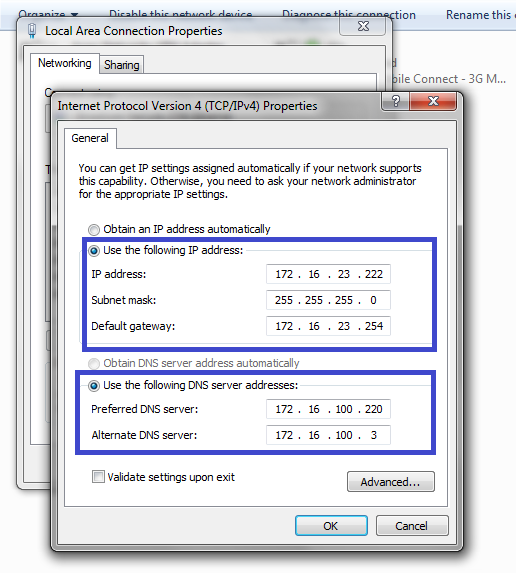 Organize Disable this network device Diagnose this connection Rename this
Local Area Connection Properties
Networking Sharing
Connect - 3G M...
Internet Protocol Version 4 (TCP/IPv4) Properties
General
You can get IP settings assigned automatically if your network supports
this capability. Otherwise, you need to ask your network administrator
for the appropriate IP settings.
Obtain an IP address automatically
Use the following IP address:
IP address: 172 . 16 . 23 . 222
Subnet mask: 255 . 255 . 255 . 0
Default gateway: 172 . 16 . 23 . 254
Obtain DNS server address automatically
Use the following DNS server addresses:
Preferred DNS server: 172 . 16 . 100 . 220
Alternate DNS server: 172 . 16 . 100 . 3
Validate settings upon exit
Advanced...
OK Cancel